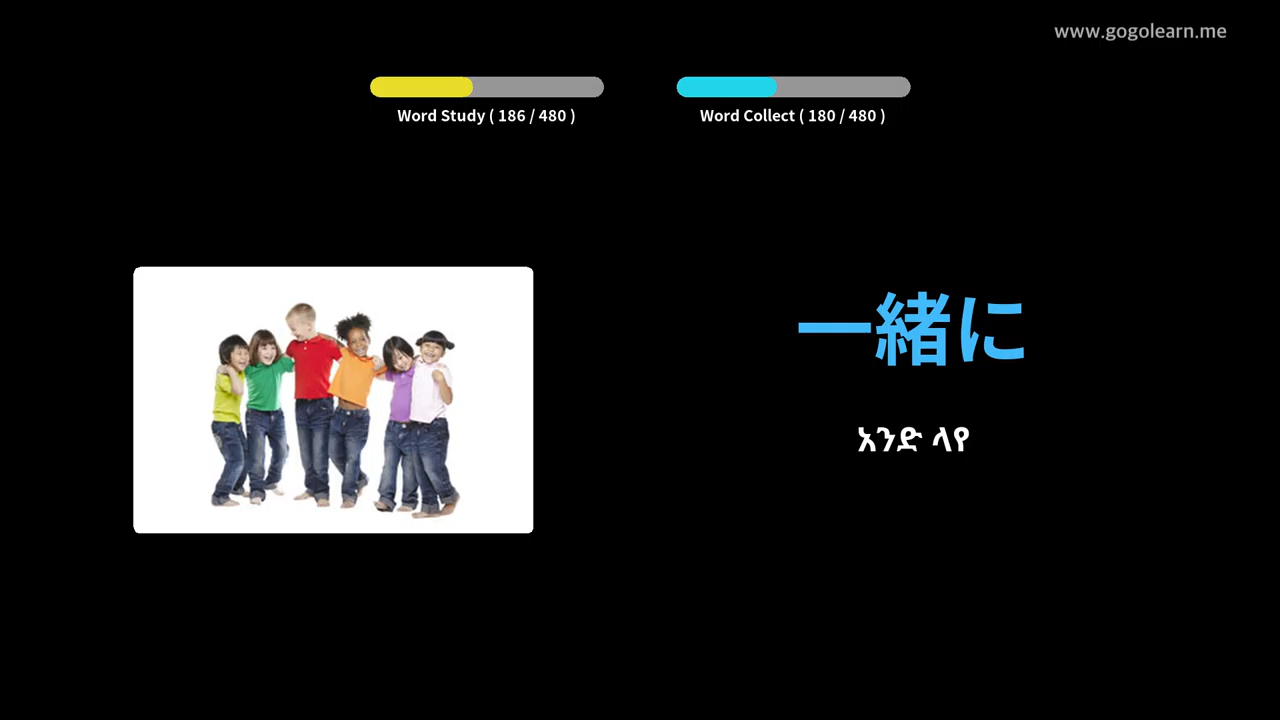 www.gogolearn.me
Word Study ( 186 / 480 )
Word Collect ( 180 / 480 )
一緒に
አንድ ላየ